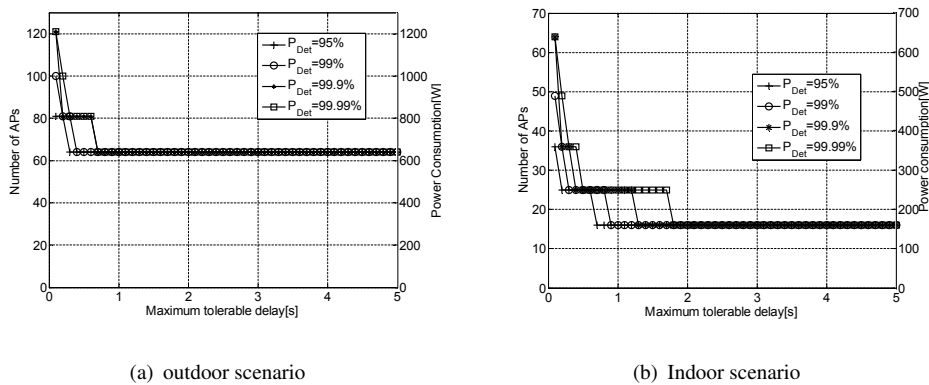 P_Det=95%
P_Det=99%
P_Det=99.9%
P_Det=99.99%
Number of APs
Power Consumption[W]
120
100
80
60
40
20
0
1200
1000
800
600
400
200
0
0 1 2 3 4 5
Maximum tolerable delay[s]
(a) outdoor scenario
P_Det=95%
P_Det=99%
P_Det=99.9%
P_Det=99.99%
Number of APs
Power Consumption[W]
70
60
50
40
30
20
10
0
700
600
500
400
300
200
100
0
0 1 2 3 4 5
Maximum tolerable delay[s]
(b) Indoor scenario